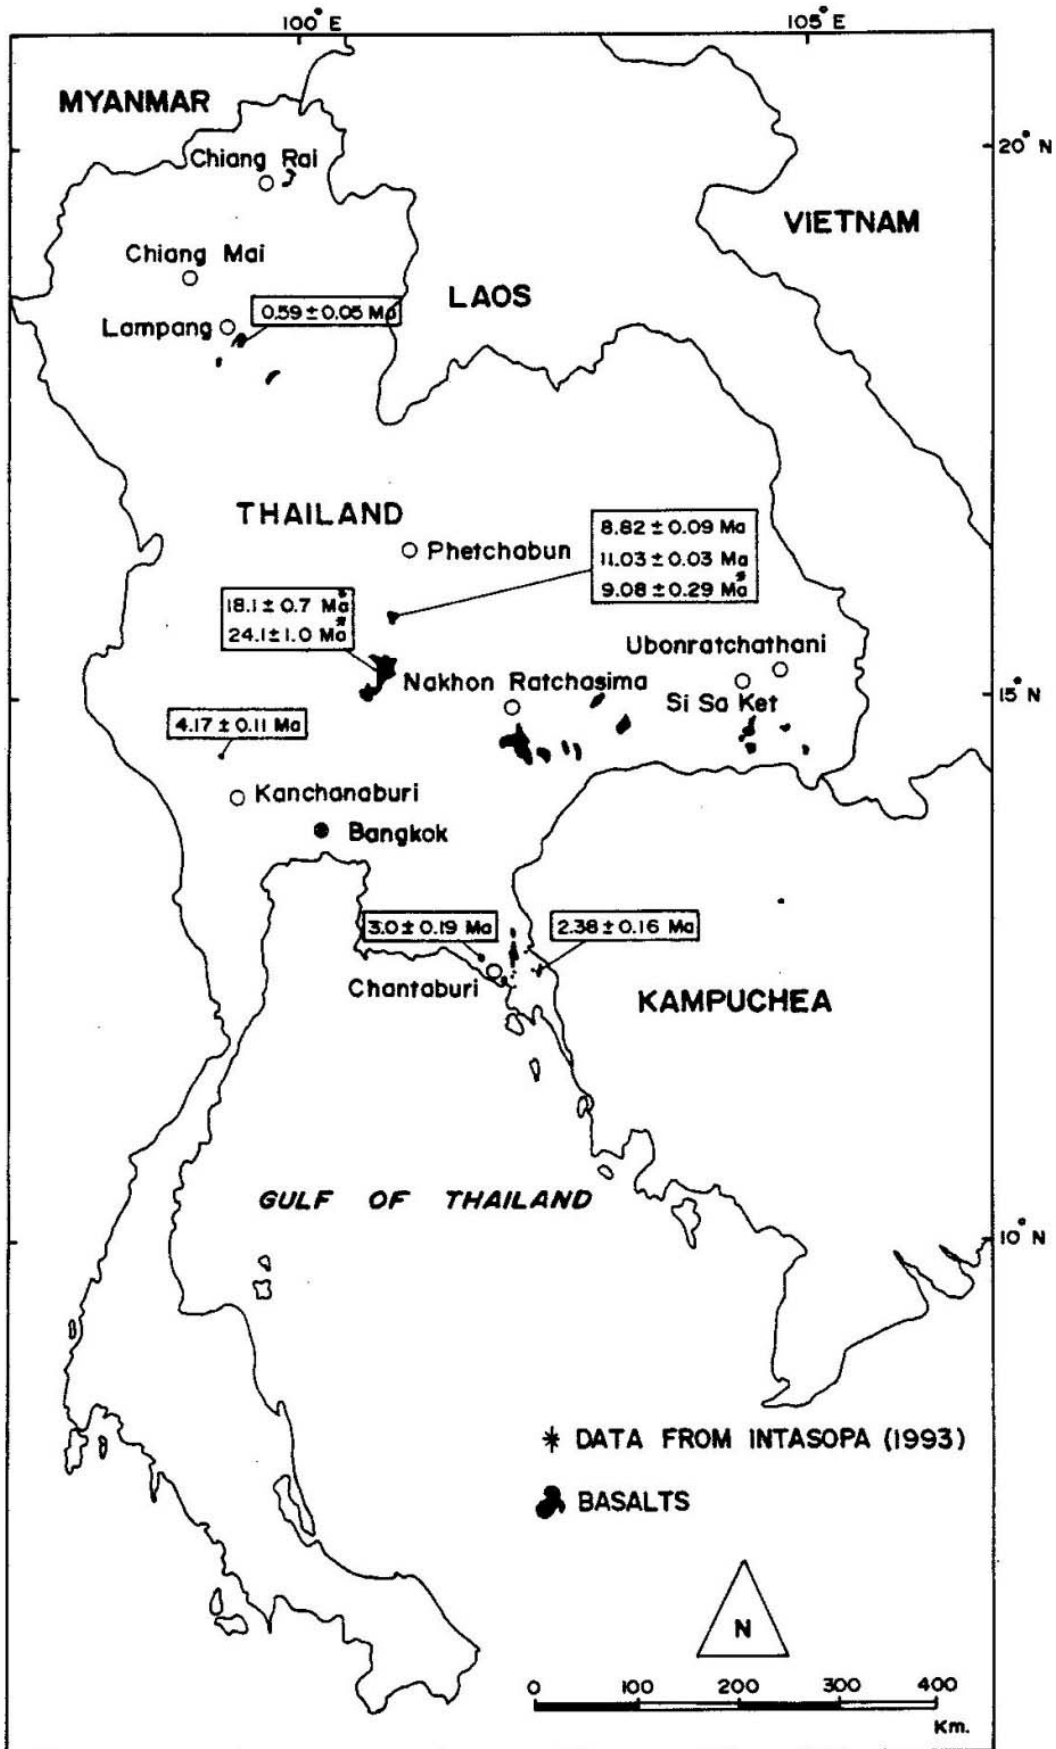 100° E
105° E
MYANMAR
20° N
Chiang Rai
VIETNAM
Chiang Mai
LAOS
0.59 ± 0.05 Ma
Lampang
THAILAND
8.82 ± 0.09 Ma
11.03 ± 0.03 Ma
9.08 ± 0.29 Ma*
Phetchabun
18.1 ± 0.7 Ma*
24.1 ± 1.0 Ma*
Ubonratchathani
Nakhon Ratchasima
Si Sa Ket
15° N
4.17 ± 0.11 Ma
Kanchanaburi
Bangkok
3.0 ± 0.19 Ma
2.38 ± 0.16 Ma
Chantaburi
KAMPUCHEA
GULF OF THAILAND
10° N
* DATA FROM INTASOPA (1993)
BASALTS
N
0 100 200 300 400
Km.